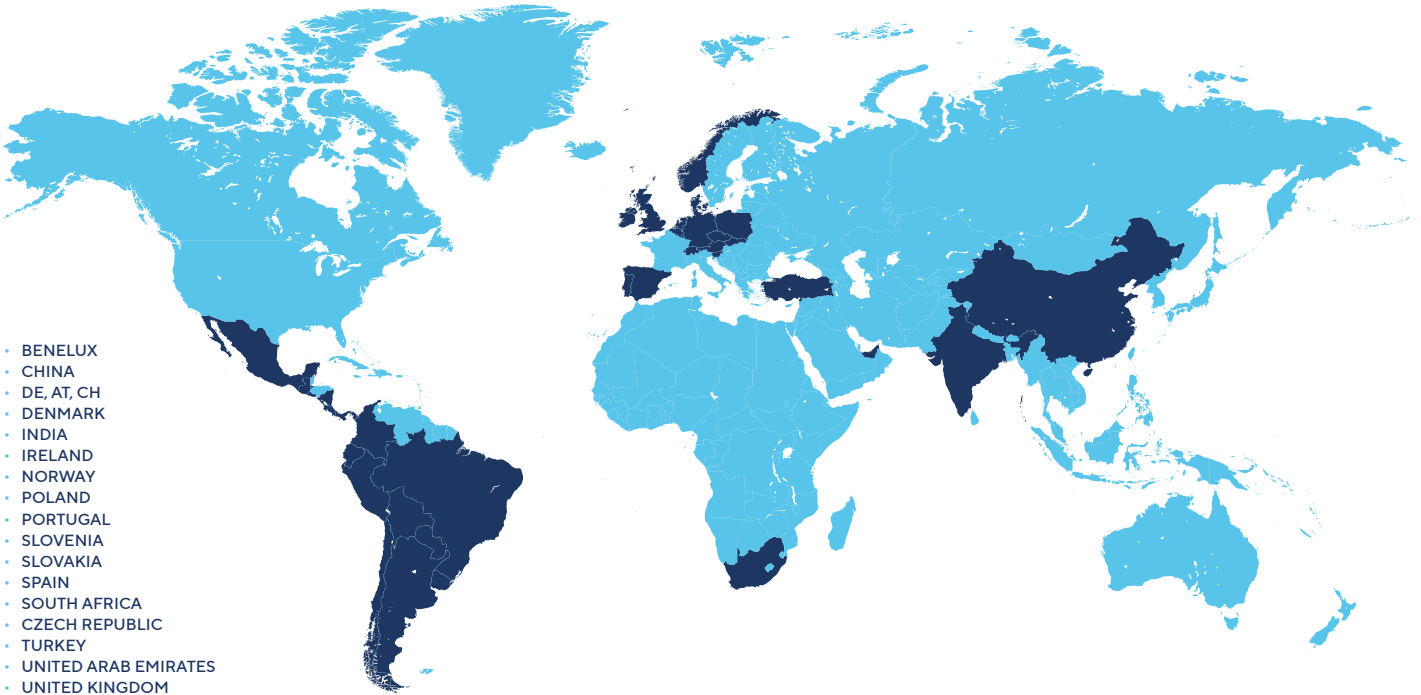 BENELUX
CHINA
DE, AT, CH
DENMARK
INDIA
IRELAND
NORWAY
POLAND
PORTUGAL
SLOVENIA
SLOVAKIA
SPAIN
SOUTH AFRICA
CZECH REPUBLIC
TURKEY
UNITED ARAB EMIRATES
UNITED KINGDOM